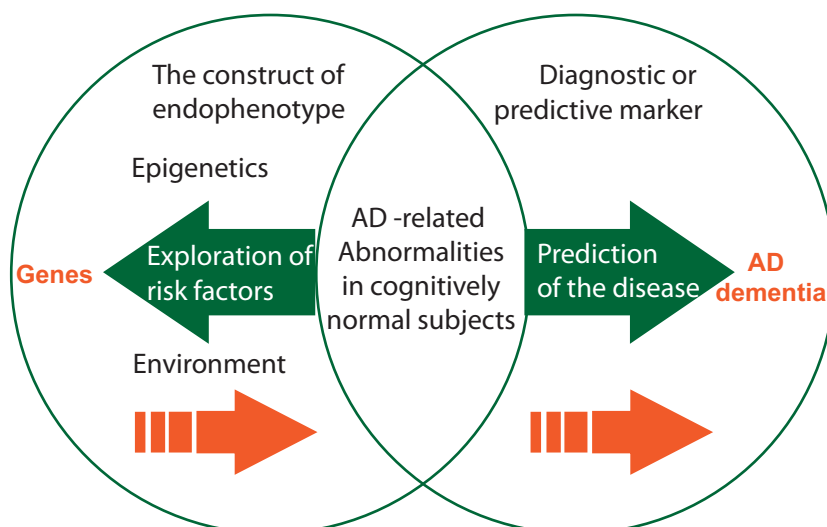 The construct of
endophenotype
Diagnostic or
predictive marker
Epigenetics
Genes
Exploration of
risk factors
AD -related
Abnormalities
in cognitively
normal subjects
Prediction
of the disease
AD
dementia
Environment